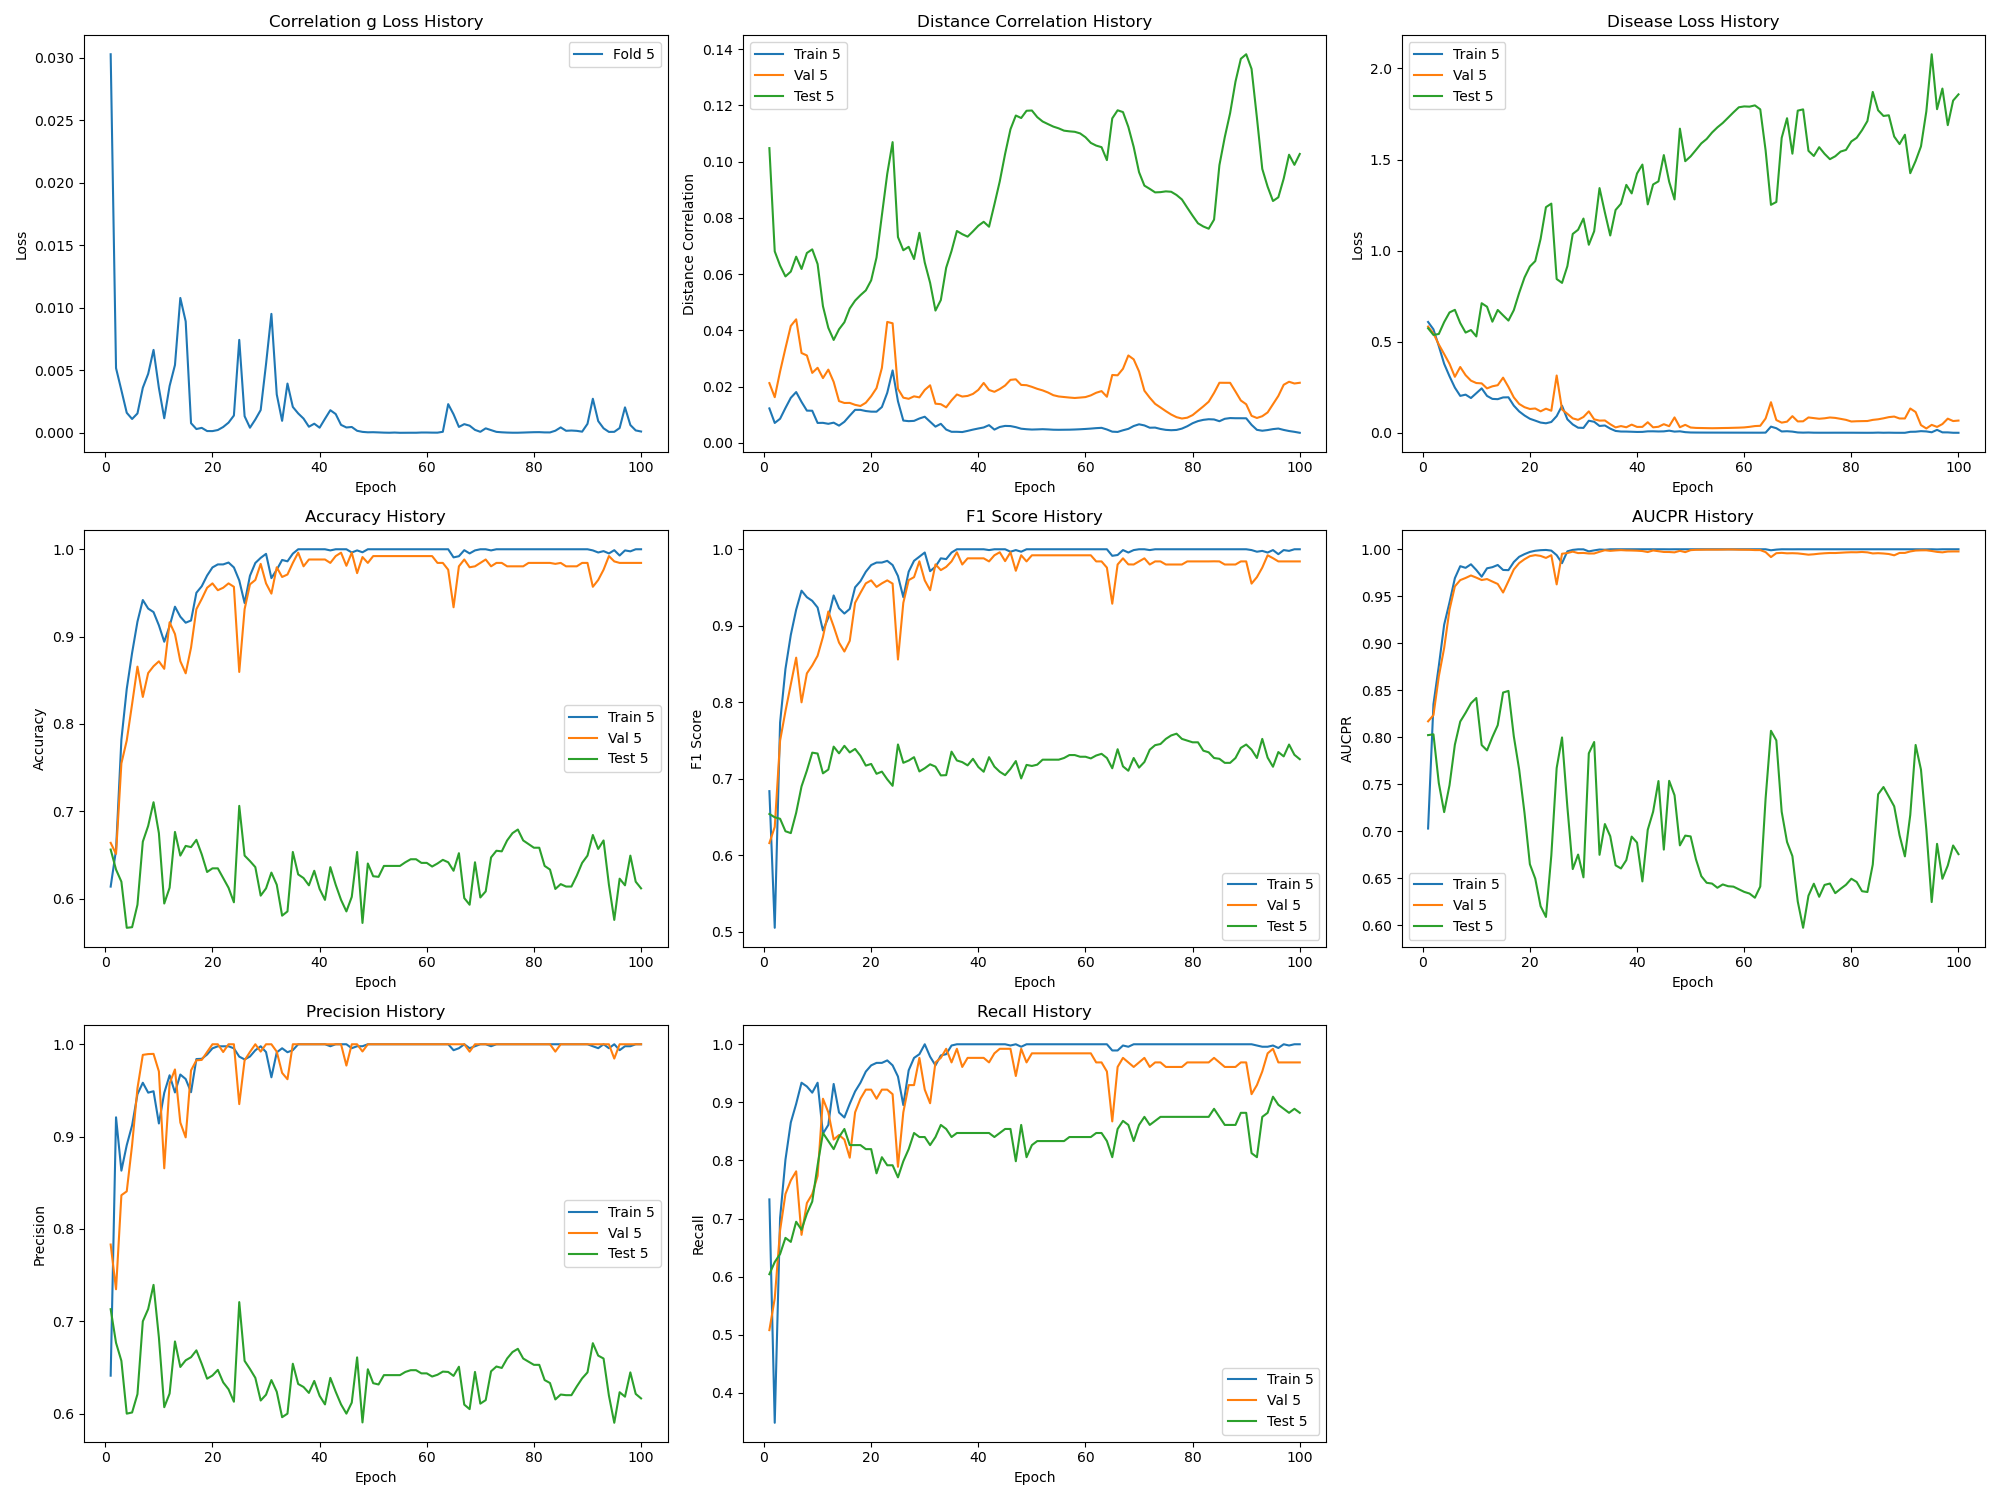 Correlation g Loss History
Loss
0.030
0.025
0.020
0.015
0.010
0.005
0.000
0 20 40 60 80 100
Epoch
Fold 5
Distance Correlation History
Distance Correlation
0.14
0.12
0.10
0.08
0.06
0.04
0.02
0.00
0 20 40 60 80 100
Epoch
Train 5
Val 5
Test 5
Disease Loss History
Loss
2.0
1.5
1.0
0.5
0.0
0 20 40 60 80 100
Epoch
Train 5
Val 5
Test 5
Accuracy History
Accuracy
1.0
0.9
0.8
0.7
0.6
0 20 40 60 80 100
Epoch
Train 5
Val 5
Test 5
F1 Score History
F1 Score
1.0
0.9
0.8
0.7
0.6
0.5
0 20 40 60 80 100
Epoch
Train 5
Val 5
Test 5
AUCPR History
AUCPR
1.00
0.95
0.90
0.85
0.80
0.75
0.70
0.65
0.60
0 20 40 60 80 100
Epoch
Train 5
Val 5
Test 5
Precision History
Precision
1.0
0.9
0.8
0.7
0.6
0 20 40 60 80 100
Epoch
Train 5
Val 5
Test 5
Recall History
Recall
1.0
0.9
0.8
0.7
0.6
0.5
0.4
0 20 40 60 80 100
Epoch
Train 5
Val 5
Test 5